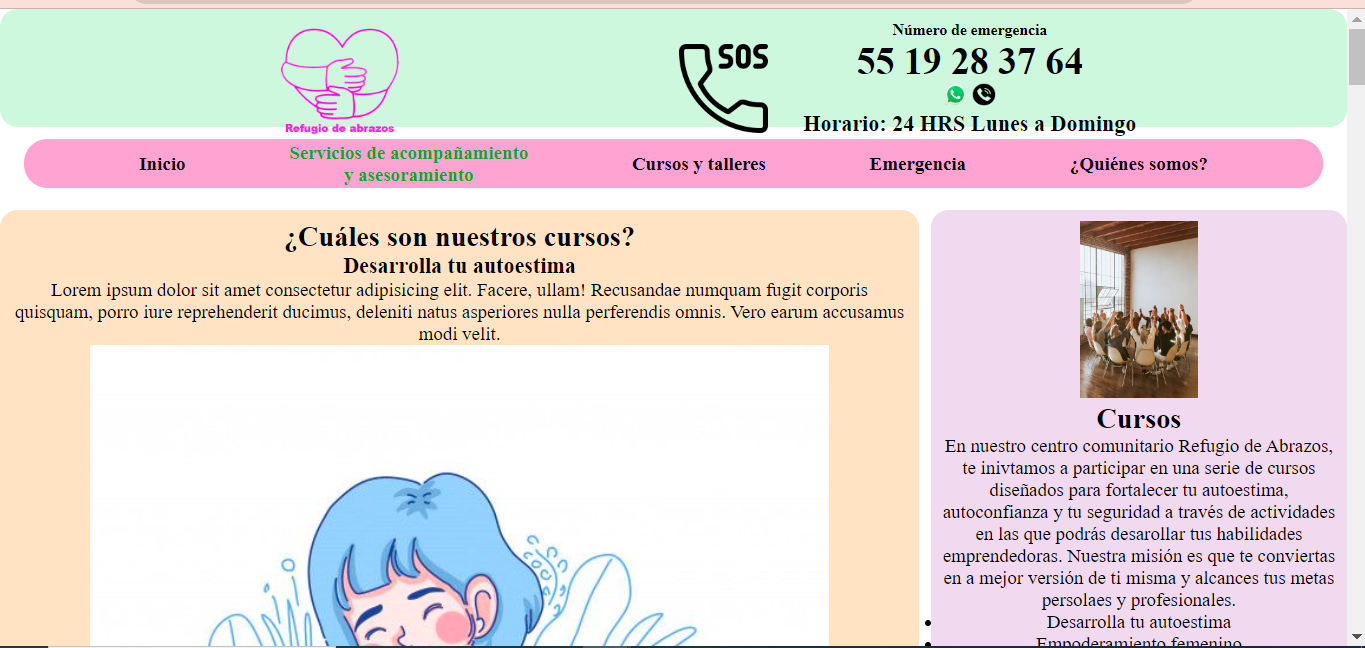 Refugio de abrazos
SOS
Número de emergencia
55 19 28 37 64
Horario: 24 HRS Lunes a Domingo
Inicio
Servicios de acompañamiento
y asesoramiento
Cursos y talleres
Emergencia
¿Quiénes somos?
¿Cuáles son nuestros cursos?
Desarrolla tu autoestima
Lorem ipsum dolor sit amet consectetur adipisicing elit. Facere, ullam! Recusandae numquam fugit corporis
quisquam, porro iure reprehenderit ducimus, deleniti natus asperiores nulla perferendis omnis. Vero earum accusamus
modi velit.
Cursos
En nuestro centro comunitario Refugio de Abrazos,
te inivtamos a participar en una serie de cursos
diseñados para fortalecer tu autoestima,
autoconfianza y tu seguridad a través de actividades
en las que podrás desarollar tus habilidades
emprendedoras. Nuestra misión es que te conviertas
en a mejor versión de ti misma y alcances tus metas
persolaes y profesionales.
Desarrolla tu autoestima
Empoderamiento femenino